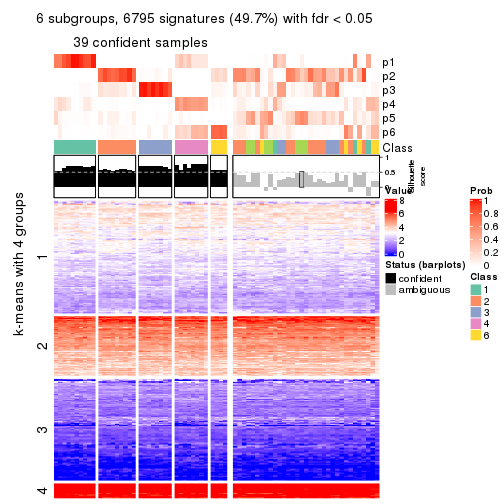 6 subgroups, 6795 signatures (49.7%) with fdr < 0.05
39 confident samples
p1
p2
p3
p4
p5
p6
Class
1
0.5
0
Silhouette
score
k-means with 4 groups
1
2
3
4
Value
8
6
4
2
0
Status (barplots)
confident
ambiguous
Prob
1
0.8
0.6
0.4
0.2
0
Class
1
2
3
4
5
6